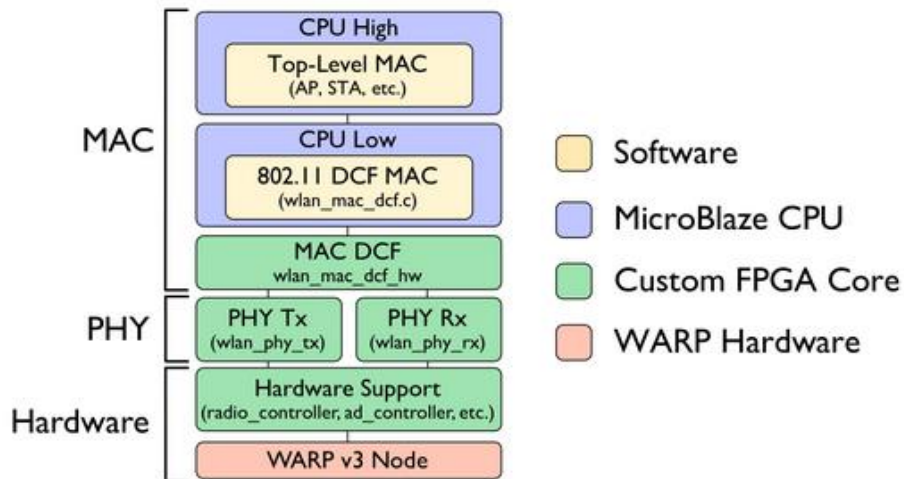 CPU High
Top-Level MAC
(AP, STA, etc.)
MAC
CPU Low
802.11 DCF MAC
(wlan_mac_dcf.c)
MAC DCF
wlan_mac_dcf_hw
PHY
PHY Tx
(wlan_phy_tx)
PHY Rx
(wlan_phy_rx)
Hardware
Hardware Support
(radio_controller, ad_controller, etc.)
WARP v3 Node
Software
MicroBlaze CPU
Custom FPGA Core
WARP Hardware